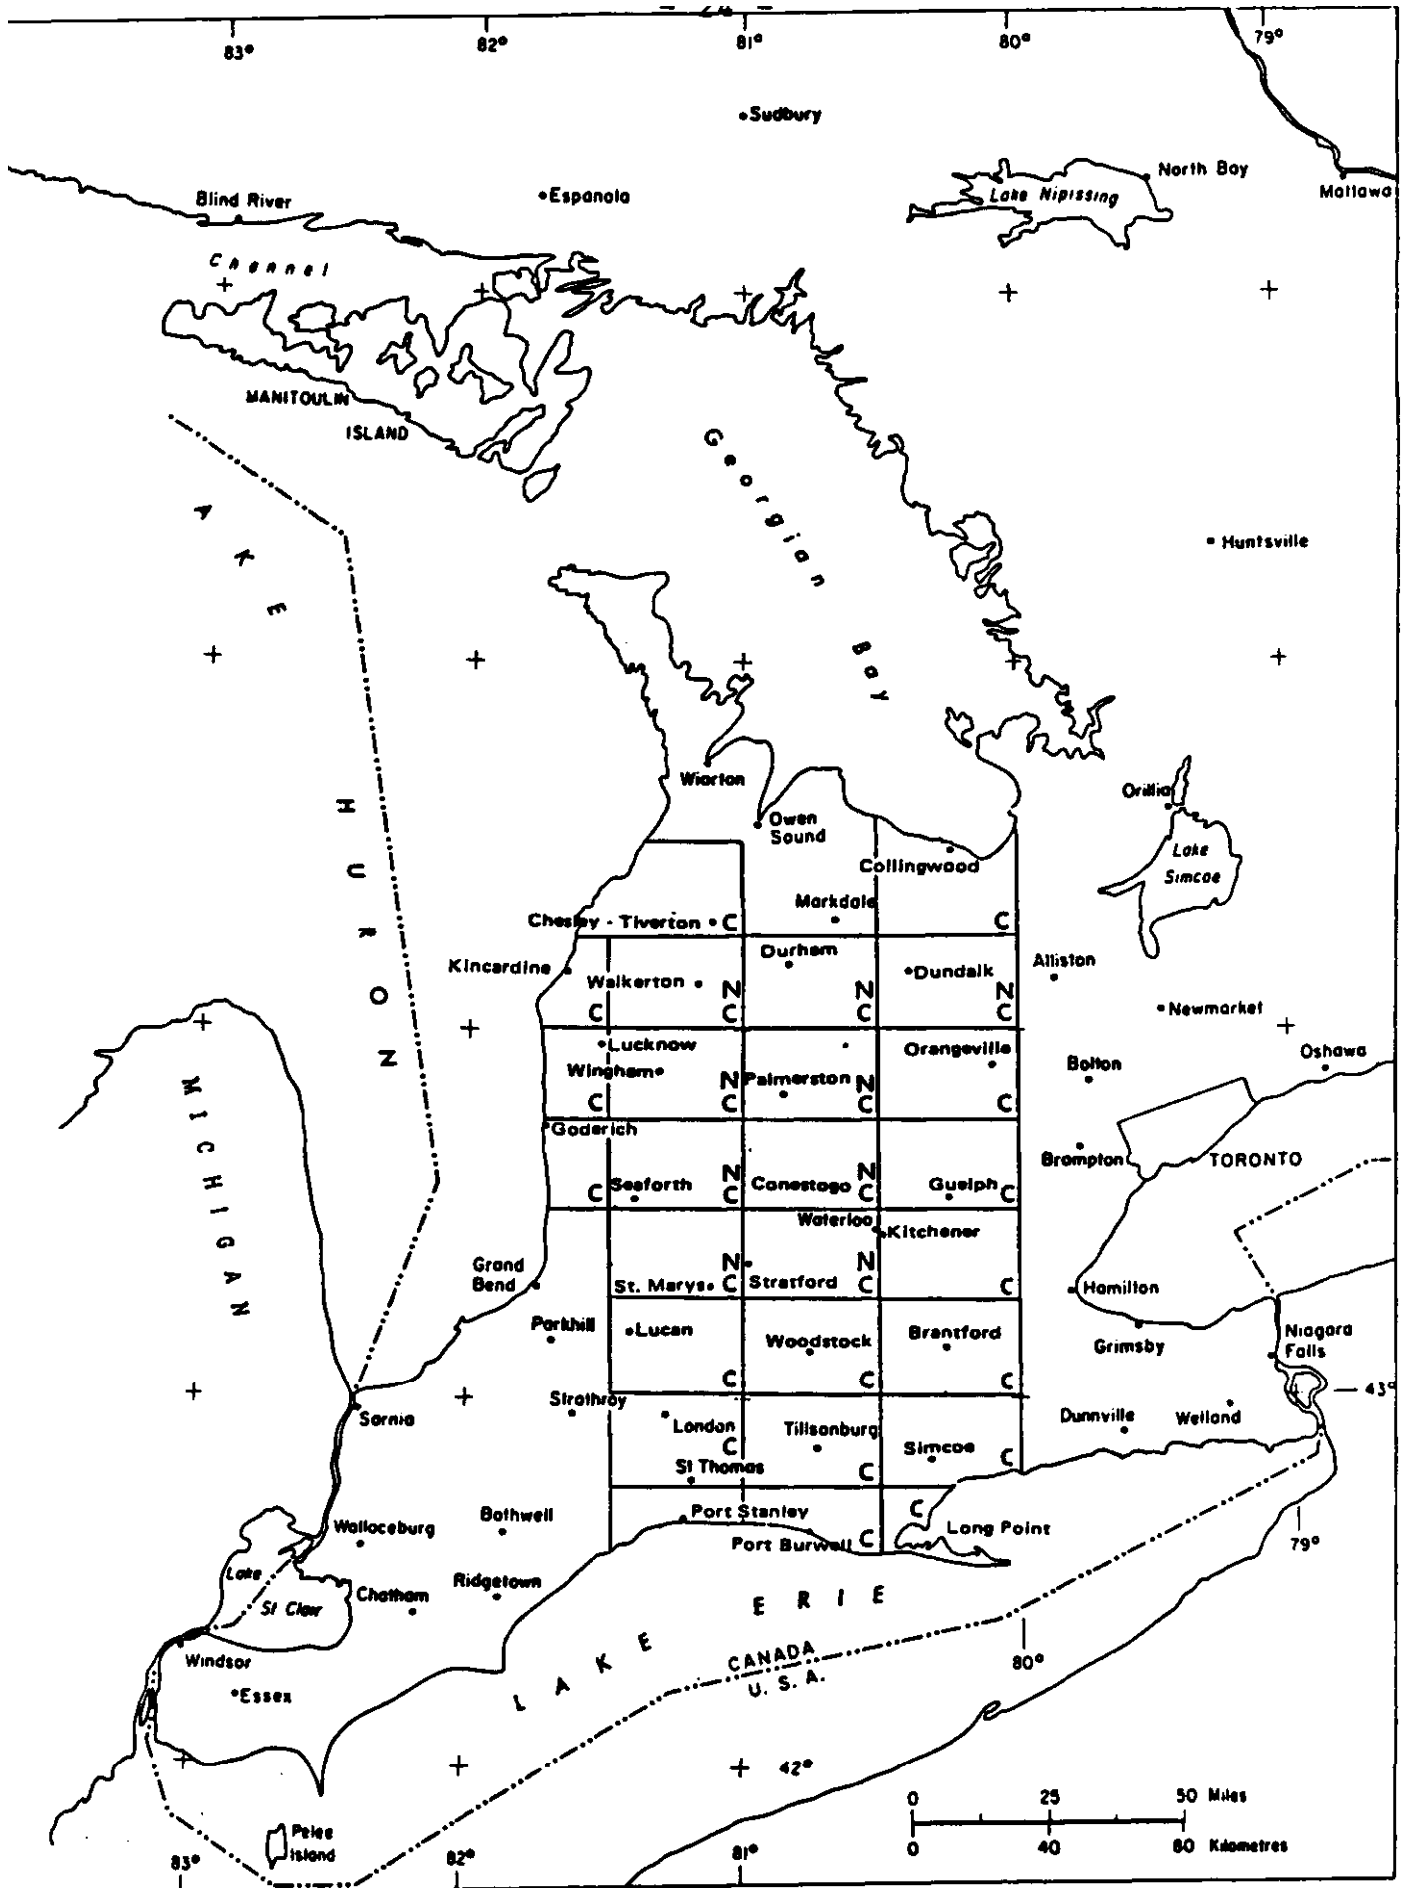 - 24 -
83°
82°
81°
80°
79°
Sudbury
North Bay
Lake Nipissing
Mattawa
Blind River
Espanola
Channel
MANITOULIN
ISLAND
Georgian Bay
AKE HURON
Huntsville
Wiarton
Orillia
Owen
Sound
Lake
Simcoe
Collingwood
Markdale
Chesley - Tiverton C
C
Durham
Kincardine
Walkerton
Dundalk
Alliston
N
N
N
C
C
C
C
Newmarket
Lucknow
Orangeville
Oshawa
Wingham
Palmerston
Bolton
N
N
C
C
C
C
MICHIGAN
Goderich
Brampton
TORONTO
N
N
C
Seaforth
C
Conestogo
C
Guelph
C
Waterloo
Kitchener
Grand
Bend
N
N
St. Marys
C
Stratford
C
C
Hamilton
Parkhill
Lucan
Woodstock
Brantford
Grimsby
Niagara
Falls
C
C
C
43°
Strathroy
Sarnia
London
Tillsonburg
Simcoe
Dunnville
Welland
C
C
C
St Thomas
Wallaceburg
Bothwell
Port Stanley
C
Long Point
Port Burwell
C
79°
Lake
St Clair
Chatham
Ridgetown
LAKE ERIE
Windsor
Essex
CANADA
U. S. A.
80°
42°
0 25 50 Miles
0 40 80 Kilometres
Pelee
Island
83°
82°
81°